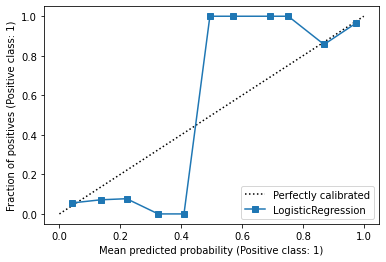 1.0
0.8
0.6
0.4
0.2
0.0
Fraction of positives (Positive class: 1)
Perfectly calibrated
LogisticRegression
0.0 0.2 0.4 0.6 0.8 1.0
Mean predicted probability (Positive class: 1)